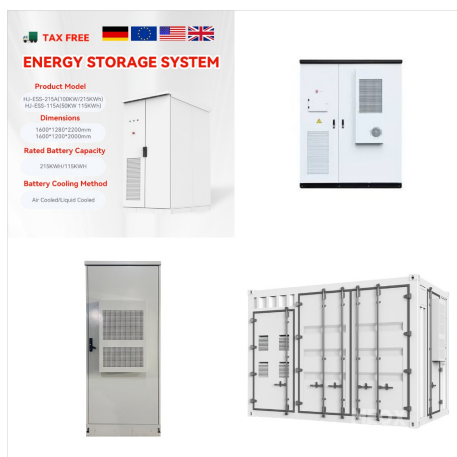 TAX FREE
ENERGY STORAGE SYSTEM
Product Model
HJ-ESS-215A(100KW/215KWh)
HJ-ESS-115A(50KW 115KWh)
Dimensions
1600*1280*2200mm
1600*1200*2000mm
Rated Battery Capacity
215KWH/115KWH
Battery Cooling Method
Air Cooled/Liquid Cooled